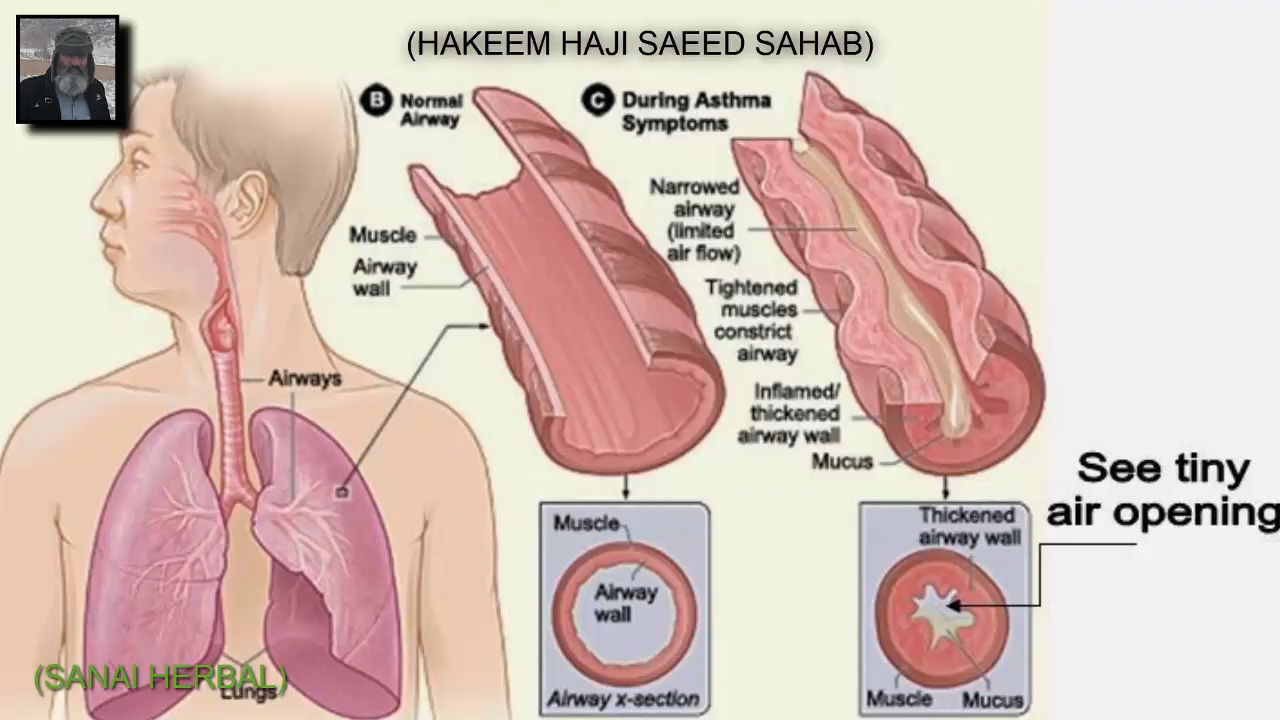 (HAKEEM HAJI SAEED SAHAB)
B Normal
Airway
Muscle
Airway
wall
Airways
C During Asthma
Symptoms
Narrowed
airway
(limited
air flow)
Tightened
muscles
constrict
airway
Inflamed/
thickened
airway wall
Mucus
See tiny
air opening
Muscle
Airway
wall
Airway x-section
Thickened
airway wall
Muscle
Mucus
(SANAI HERBAL)
Lungs